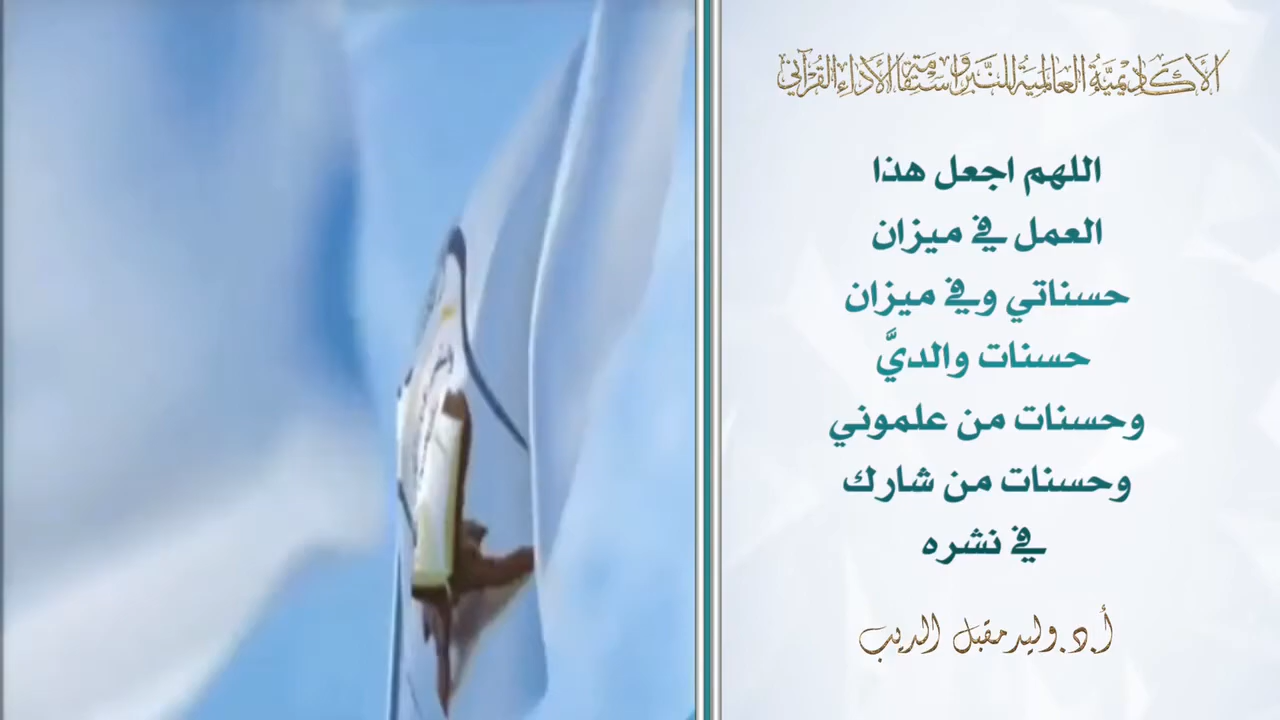 الأكاديمية العالمية للنبر واستقامة الأداء القرآني
اللهم اجعل هذا
العمل في ميزان
حسناتي وفي ميزان
حسنات والديَّ
وحسنات من علموني
وحسنات من شارك
في نشره
أ.د.وليد مقبل الديب